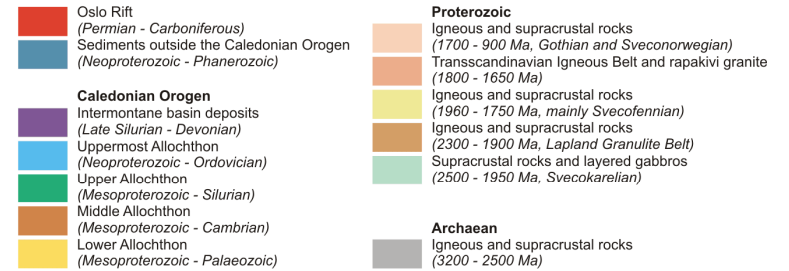 Oslo Rift
(Permian - Carboniferous)
Sediments outside the Caledonian Orogen
(Neoproterozoic - Phanerozoic)
Caledonian Orogen
Intermontane basin deposits
(Late Silurian - Devonian)
Uppermost Allochthon
(Neoproterozoic - Ordovician)
Upper Allochthon
(Mesoproterozoic - Silurian)
Middle Allochthon
(Mesoproterozoic - Cambrian)
Lower Allochthon
(Mesoproterozoic - Palaeozoic)
Proterozoic
Igneous and supracrustal rocks
(1700 - 900 Ma, Gothian and Sveconorwegian)
Transscandinavian Igneous Belt and rapakivi granite
(1800 - 1650 Ma)
Igneous and supracrustal rocks
(1960 - 1750 Ma, mainly Svecofennian)
Igneous and supracrustal rocks
(2300 - 1900 Ma, Lapland Granulite Belt)
Supracrustal rocks and layered gabbros
(2500 - 1950 Ma, Svecokarelian)
Archaean
Igneous and supracrustal rocks
(3200 - 2500 Ma)